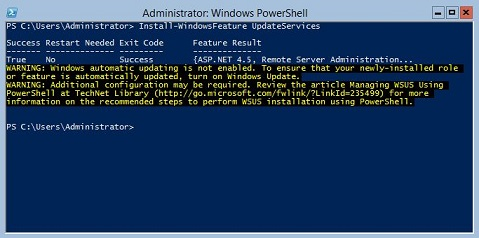 Administrator: Windows PowerShell
PS C:\Users\Administrator> Install-WindowsFeature UpdateServices
Success Restart Needed Exit Code      Feature Result
------- -------------- ---------      --------------
True    No             Success        {ASP.NET 4.5, Remote Server Administration...
WARNING: Windows automatic updating is not enabled. To ensure that your newly-installed role
or feature is automatically updated, turn on Windows Update.
WARNING: Additional configuration may be required. Review the article Managing WSUS Using
PowerShell at TechNet Library (http://go.microsoft.com/fwlink/?LinkId=235499) for more
information on the recommended steps to perform WSUS installation using PowerShell.
PS C:\Users\Administrator>